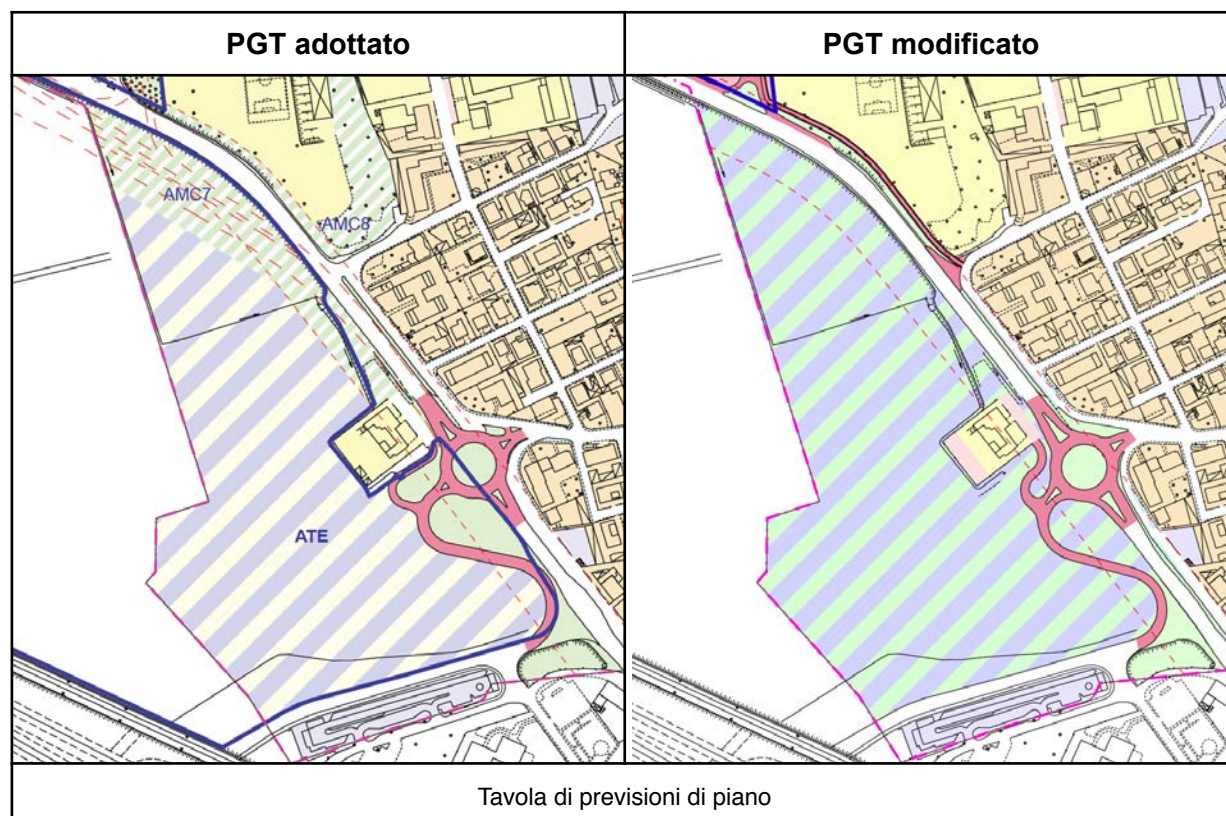 PGT adottato
PGT modificato
AMC7
AMC8
ATE
Tavola di previsioni di piano